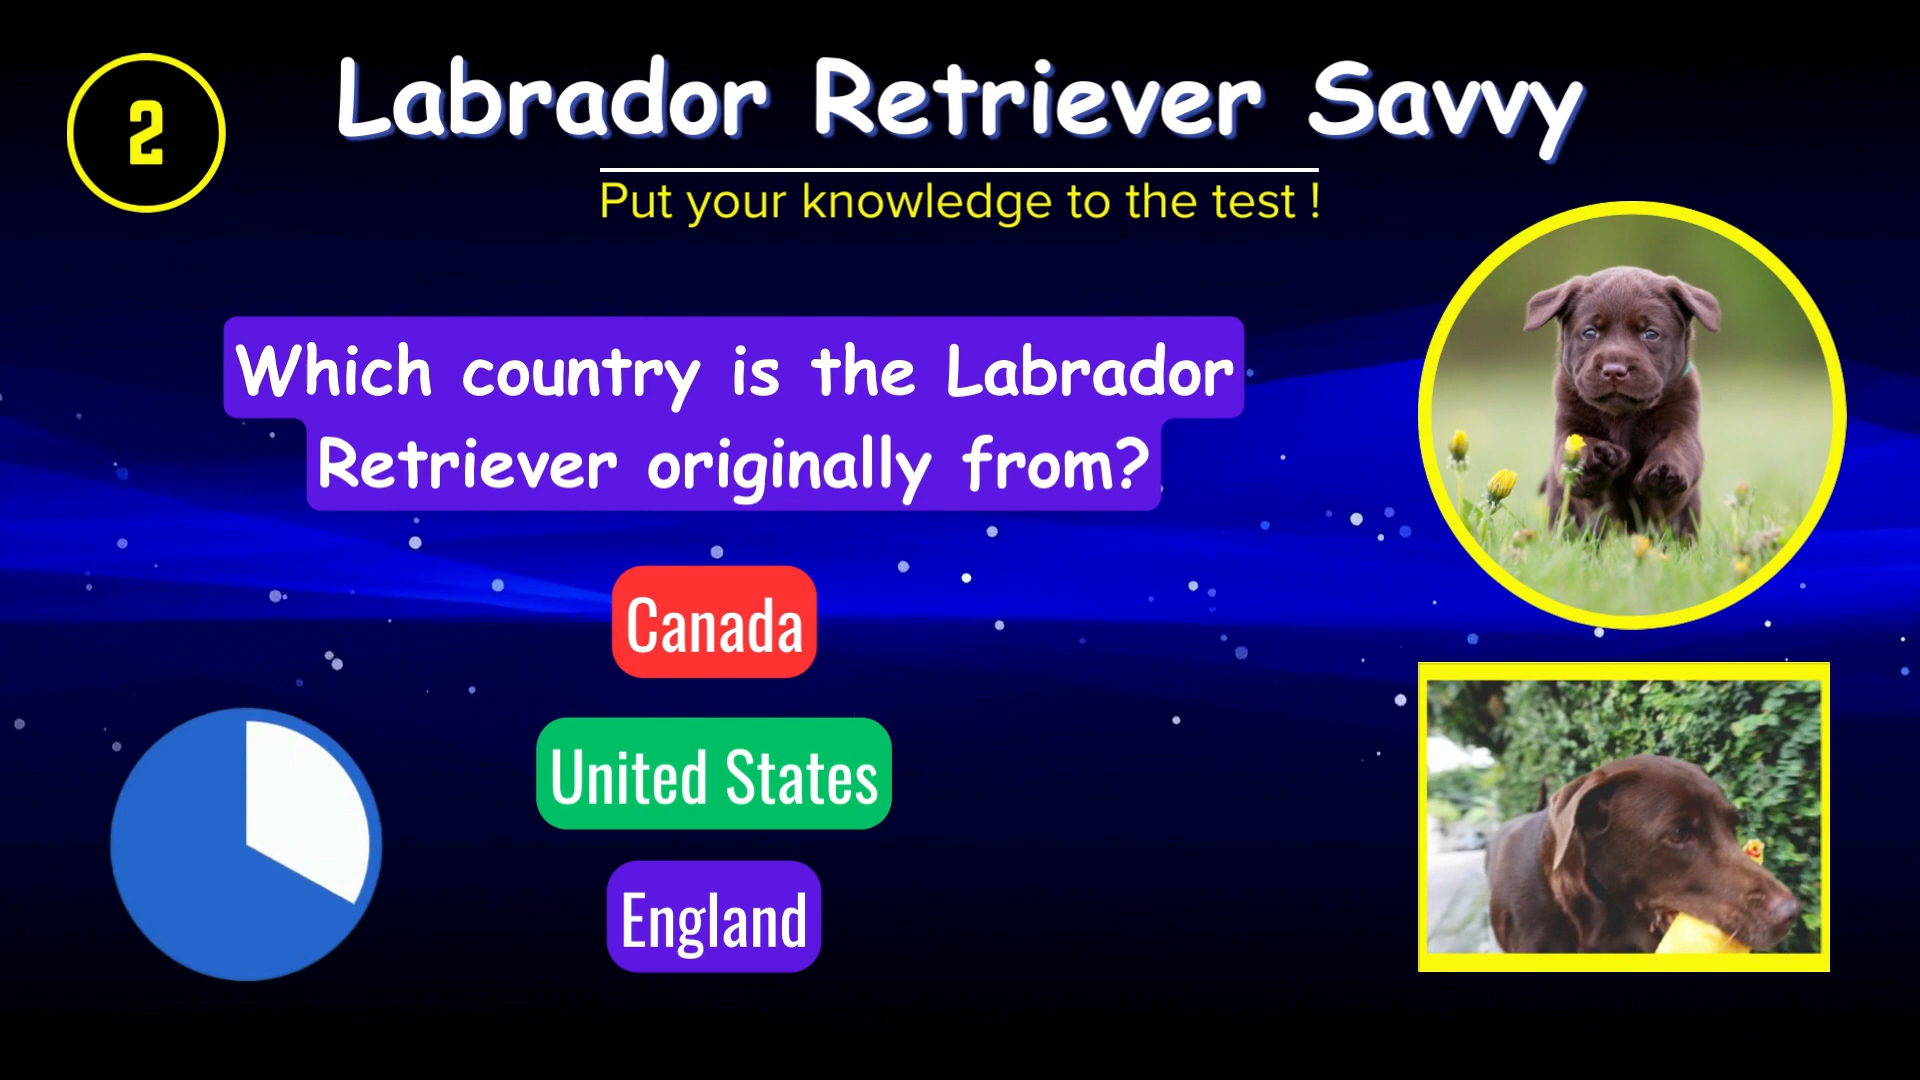 2
Labrador Retriever Savvy
Put your knowledge to the test !
Which country is the Labrador
Retriever originally from?
Canada
United States
England